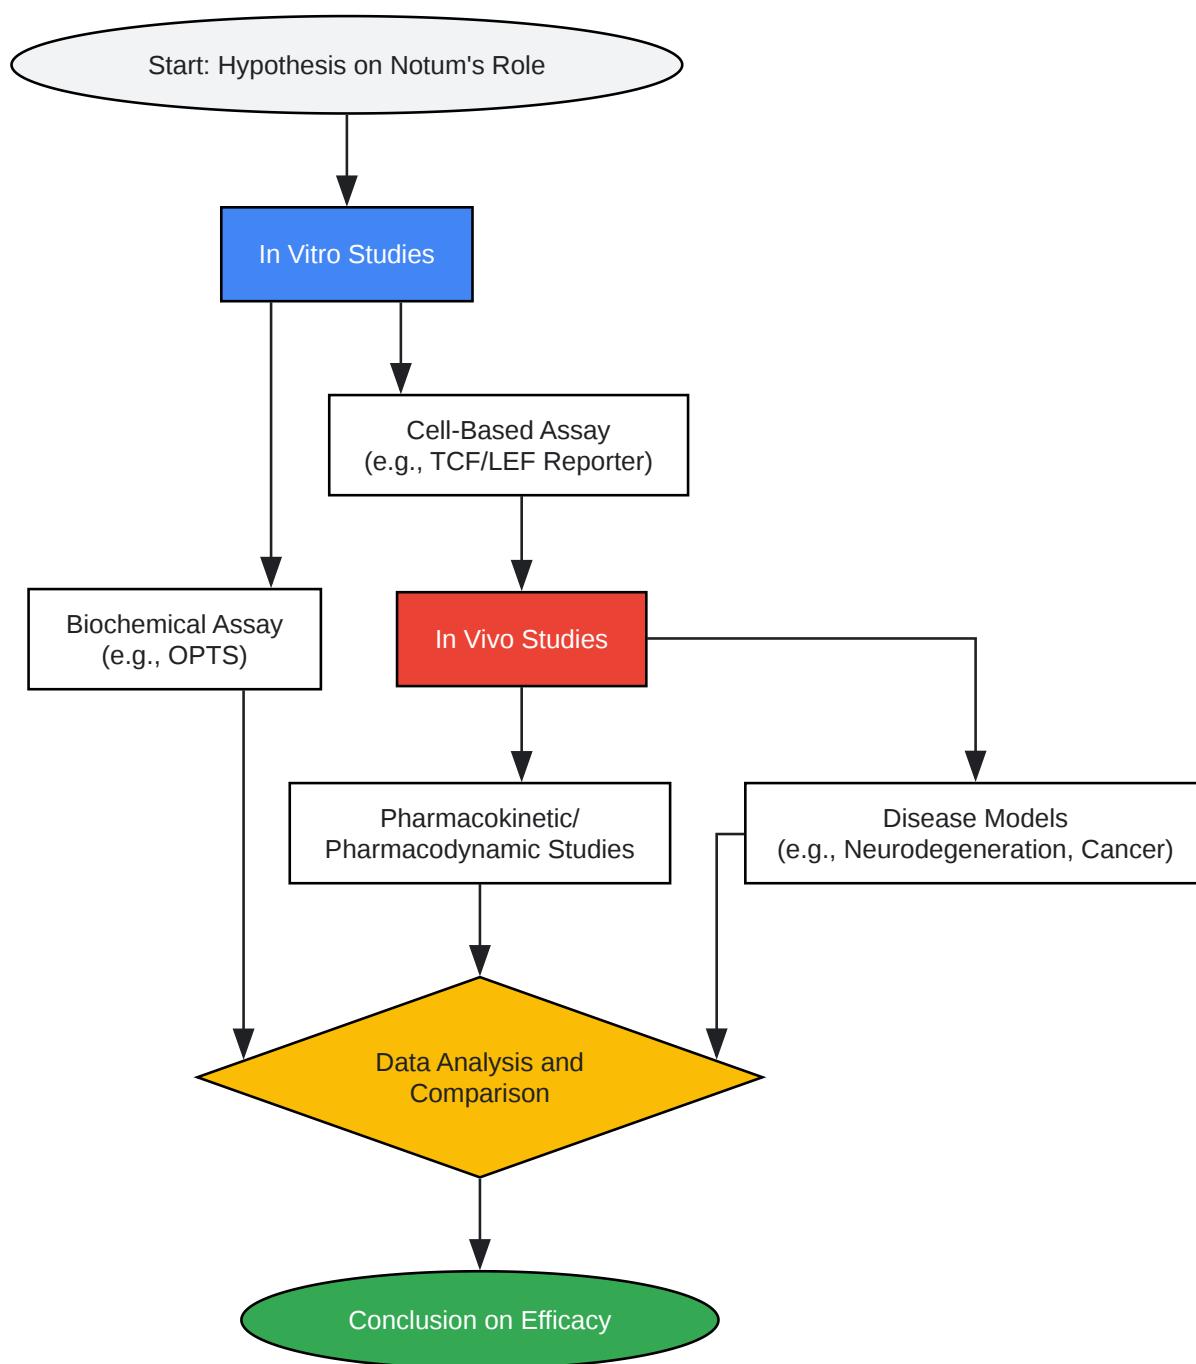 Start: Hypothesis on Notum's Role
In Vitro Studies
Cell-Based Assay
(e.g., TCF/LEF Reporter)
Biochemical Assay
(e.g., OPTS)
In Vivo Studies
Pharmacokinetic/
Pharmacodynamic Studies
Disease Models
(e.g., Neurodegeneration, Cancer)
Data Analysis and
Comparison
Conclusion on Efficacy